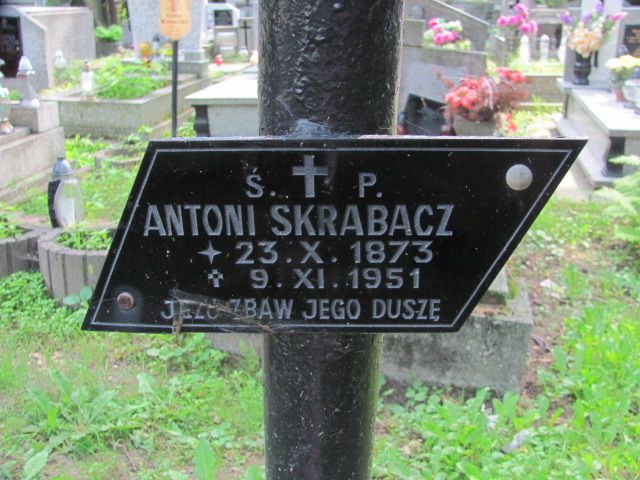 Ś. P.
ANTONI SKRABACZ
23. X. 1873
9. XI. 1951
JEZU ZBAW JEGO DUSZĘ